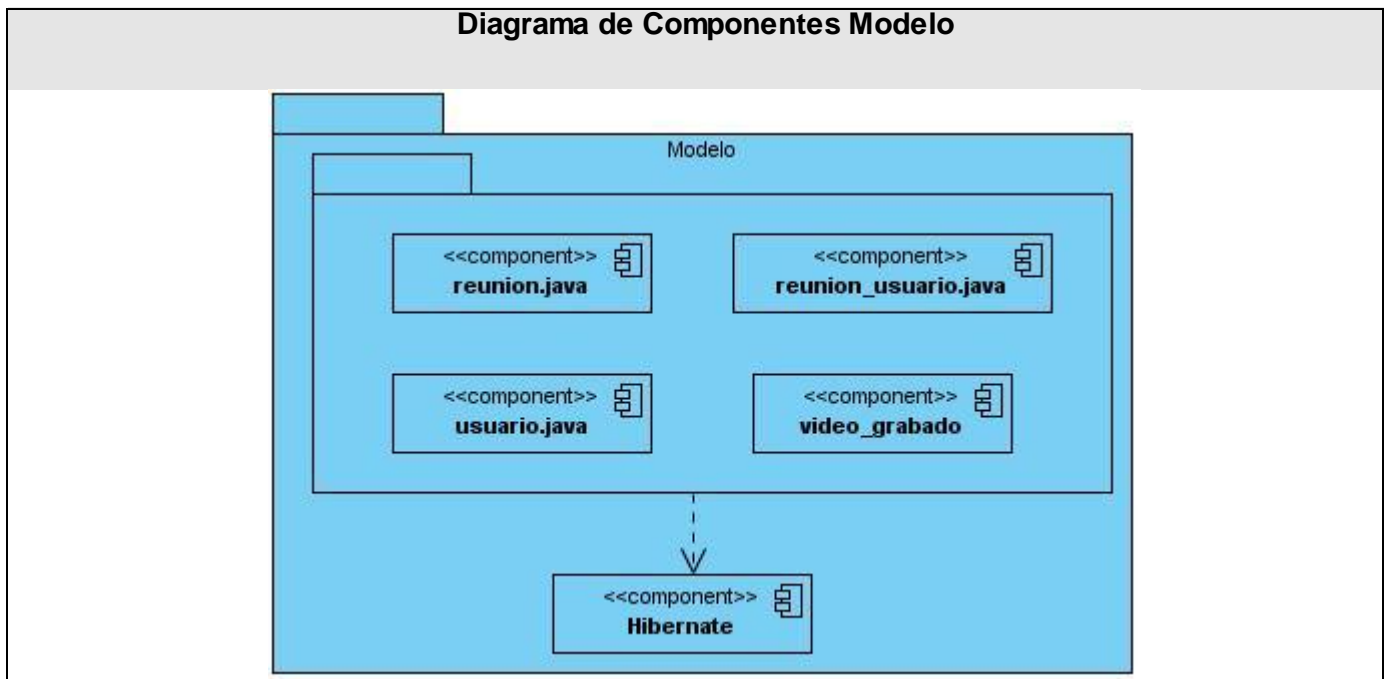 Diagrama de Componentes Modelo
Modelo
<<component>>
reunion.java
<<component>>
reunion_usuario.java
<<component>>
usuario.java
<<component>>
video_grabado
<<component>>
Hibernate